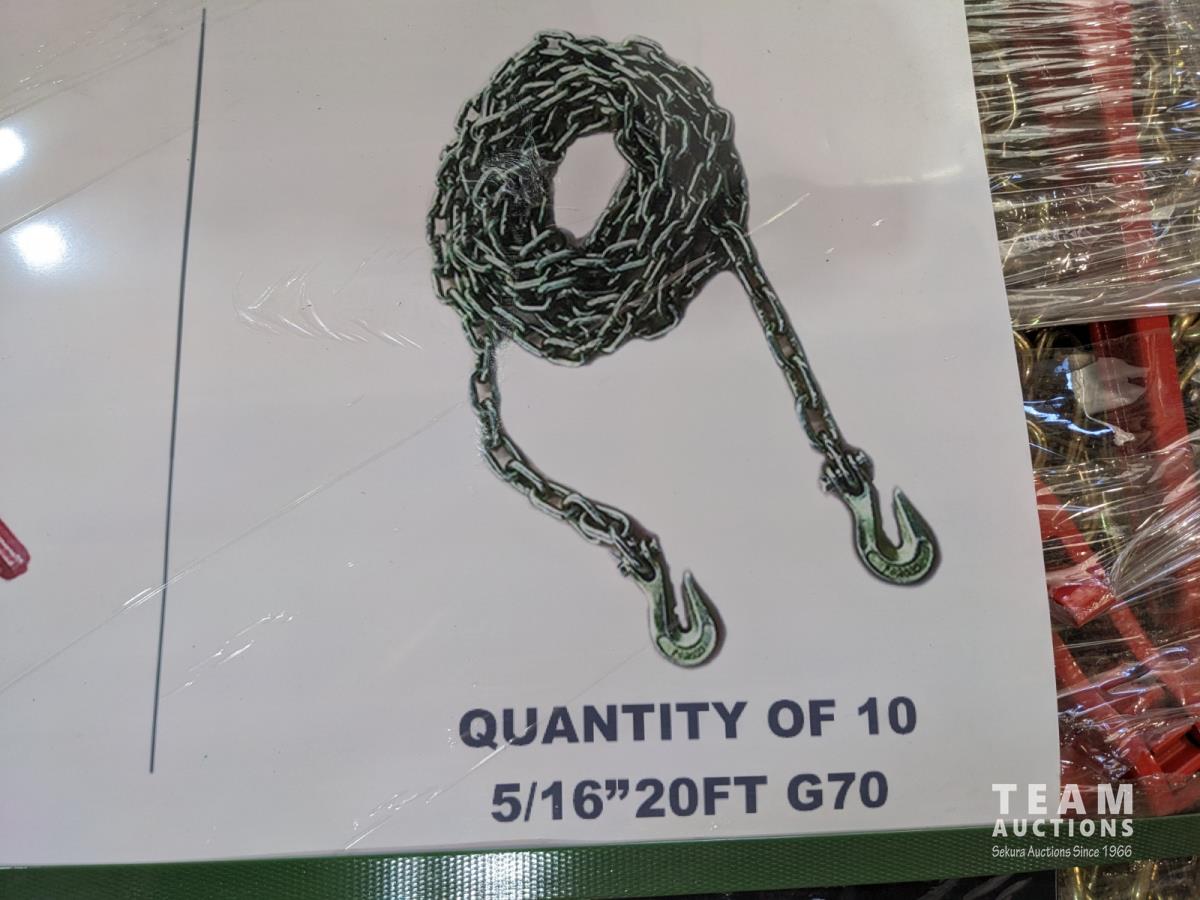 QUANTITY OF 10
5/16”20FT G70
TEAM
AUCTIONS
Sekura Auctions Since 1966